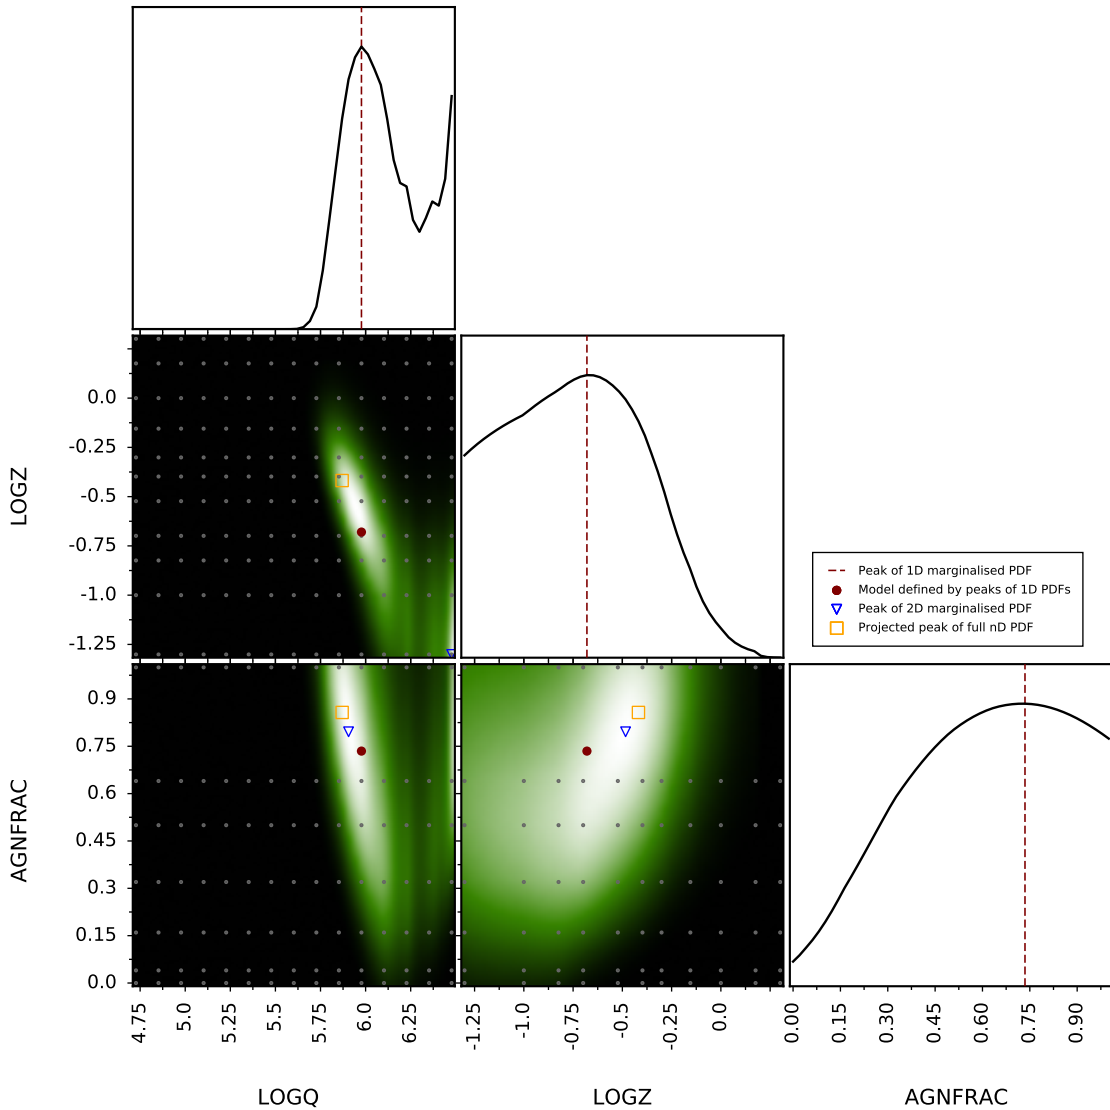 0.0
-0.25
-0.5
-0.75
-1.0
-1.25
LOGZ
Peak of 1D marginalised PDF
Model defined by peaks of 1D PDFs
Peak of 2D marginalised PDF
Projected peak of full nD PDF
0.9
0.75
0.6
0.45
0.3
0.15
0.0
AGNFRAC
4.75 5.0 5.25 5.5 5.75 6.0 6.25
-1.25 -1.0 -0.75 -0.5 -0.25 0.0
0.00 0.15 0.30 0.45 0.60 0.75 0.90
LOGQ LOGZ AGNFRAC